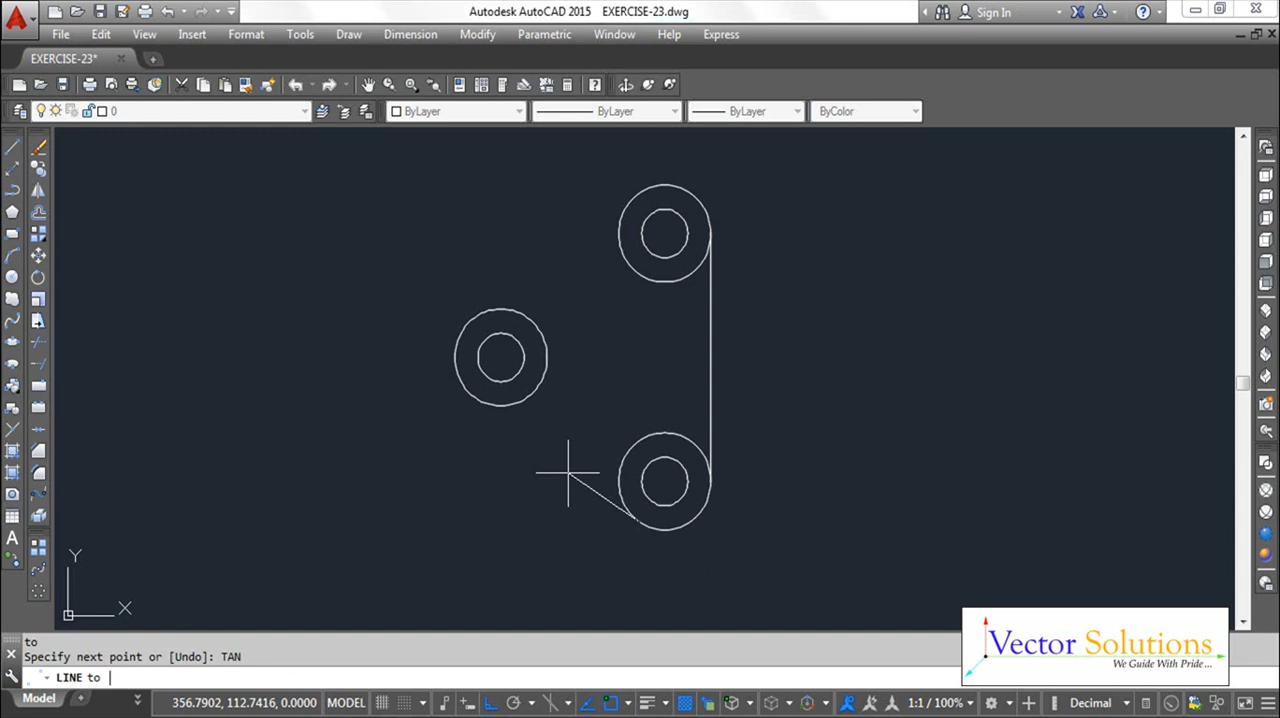 Autodesk AutoCAD 2015 EXERCISE-23.dwg
Sign In
File Edit View Insert Format Tools Draw Dimension Modify Parametric Window Help Express
EXERCISE-23*
0 ByLayer ByLayer ByLayer ByColor
Y
X
to
Specify next point or [Undo]: TAN
LINE to
Vector Solutions
We Guide With Pride...
Model 356.7902, 112.7416, 0.0000 MODEL 1:1 / 100% Decimal